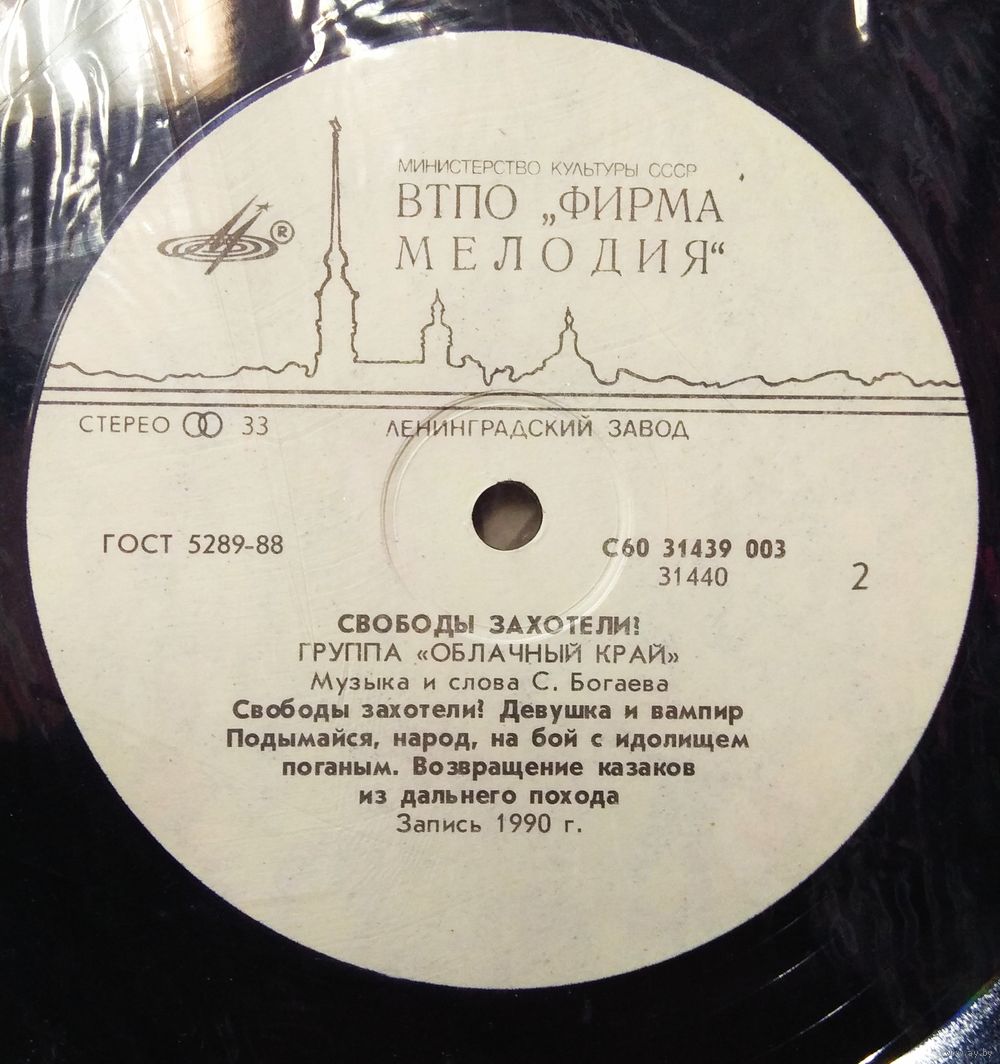 МИНИСТЕРСТВО КУЛЬТУРЫ СССР
ВТПО „ФИРМА
МЕЛОДИЯ“
®
СТЕРЕО 33
ЛЕНИНГРАДСКИЙ ЗАВОД
ГОСТ 5289-88
С60 31439 003
31440
2
СВОБОДЫ ЗАХОТЕЛИ?
ГРУППА «ОБЛАЧНЫЙ КРАЙ»
Музыка и слова С. Богаева
Свободы захотели? Девушка и вампир
Подымайся, народ, на бой с идолищем
поганым. Возвращение казаков
из дальнего похода
Запись 1990 г.